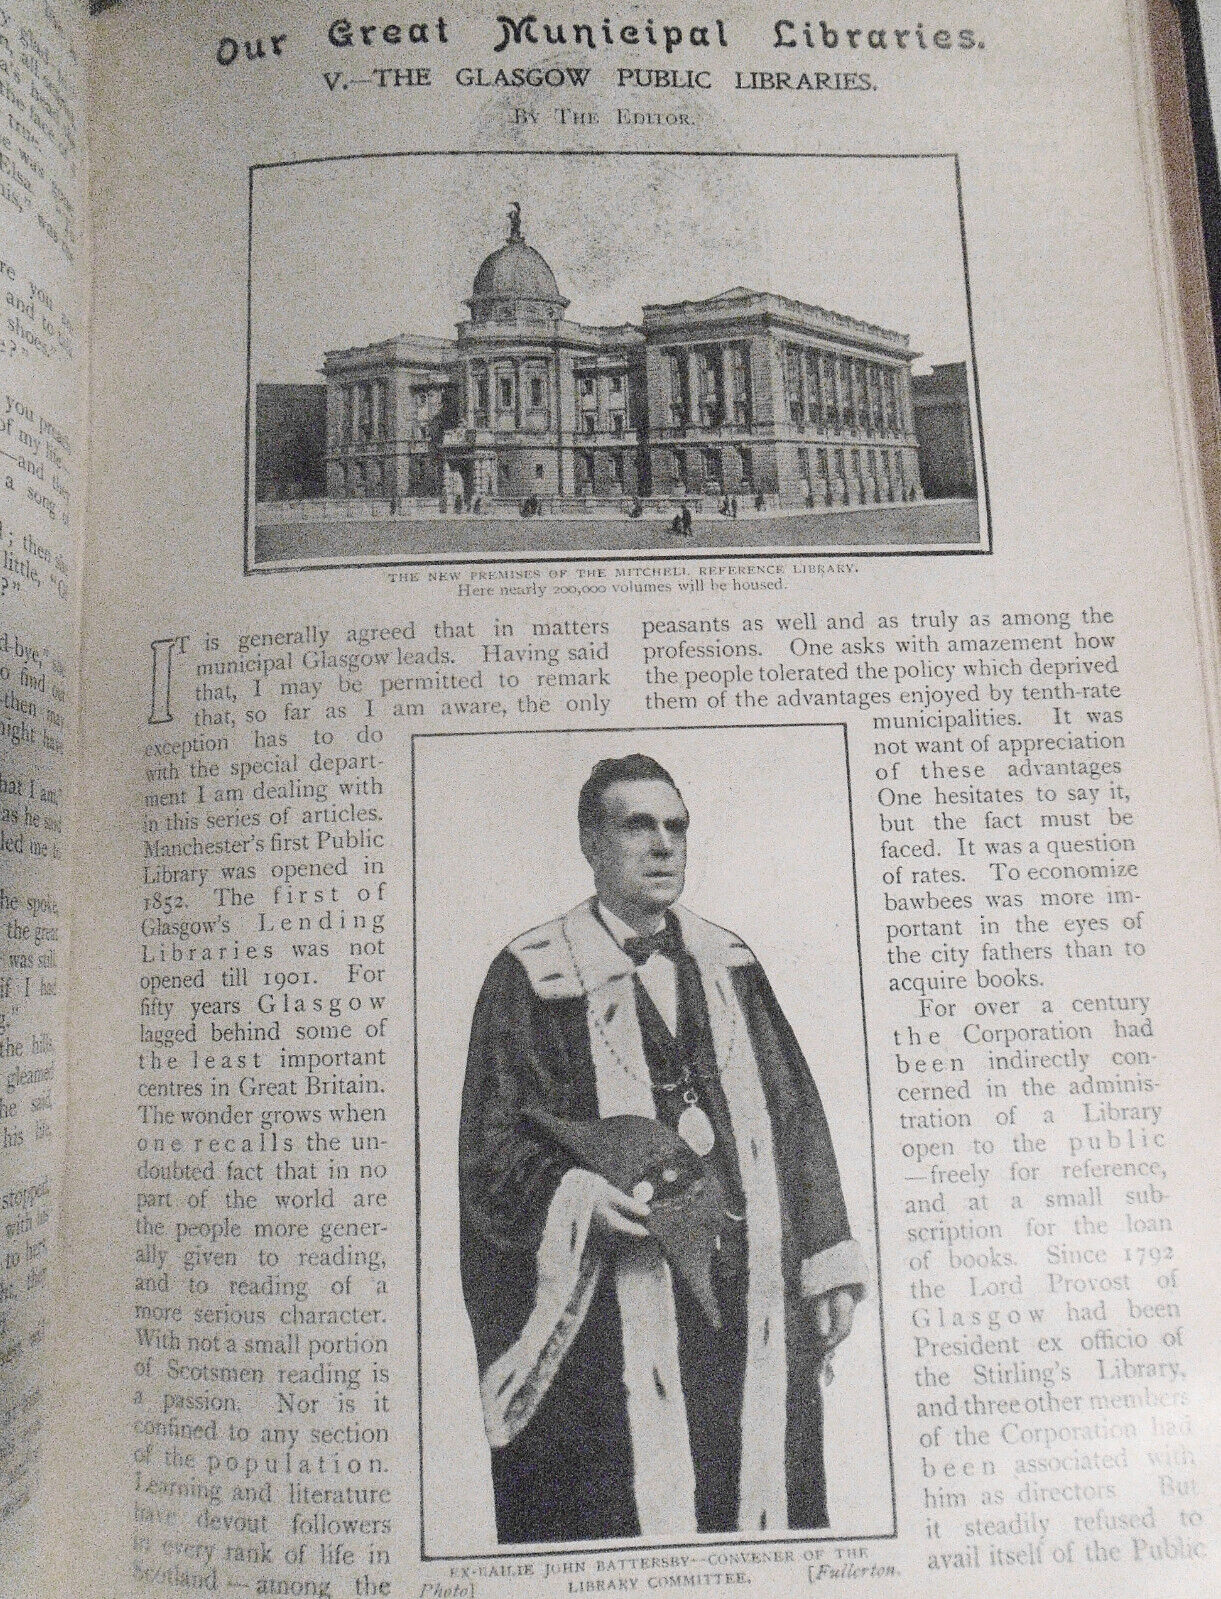 Our Great Municipal Libraries.
V.—THE GLASGOW PUBLIC LIBRARIES.
BY THE EDITOR.
THE NEW PREMISES OF THE MITCHELL REFERENCE LIBRARY.
Here nearly 200,000 volumes will be housed.
IT is generally agreed that in matters
municipal Glasgow leads. Having said
that, I may be permitted to remark
that, so far as I am aware, the only
exception has to do
with the special depart-
ment I am dealing with
in this series of articles.
Manchester's first Public
Library was opened in
1852. The first of
Glasgow's Lending
Libraries was not
opened till 1901. For
fifty years Glasgow
lagged behind some of
the least important
centres in Great Britain.
The wonder grows when
one recalls the un-
doubted fact that in no
part of the world are
the people more gener-
ally given to reading,
and to reading of a
more serious character.
With not a small portion
of Scotsmen reading is
a passion. Nor is it
confined to any section
of the population.
Learning and literature
have devout followers
in every rank of life in
Scotland—among the
EX-BAILIE JOHN BATTERSBY—CONVENER OF THE
Photo] LIBRARY COMMITTEE. [Fullerton.
peasants as well and as truly as among the
professions. One asks with amazement how
the people tolerated the policy which deprived
them of the advantages enjoyed by tenth-rate
municipalities. It was
not want of appreciation
of these advantages
One hesitates to say it,
but the fact must be
faced. It was a question
of rates. To economize
bawbees was more im-
portant in the eyes of
the city fathers than to
acquire books.
For over a century
the Corporation had
been indirectly con-
cerned in the adminis-
tration of a Library
open to the public
—freely for reference,
and at a small sub-
scription for the loan
of books. Since 1792
the Lord Provost of
Glasgow had been
President ex officio of
the Stirling's Library,
and three other members
of the Corporation had
been associated with
him as directors But
it steadily refused to
avail itself of the Public